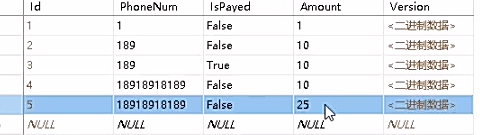 Id PhoneNum IsPayed Amount Version
1 1 False 1 <二进制数据>
2 189 False 10 <二进制数据>
3 189 True 10 <二进制数据>
4 18918918189 False 10 <二进制数据>
5 18918918189 False 25 <二进制数据>
NULL NULL NULL NULL NULL